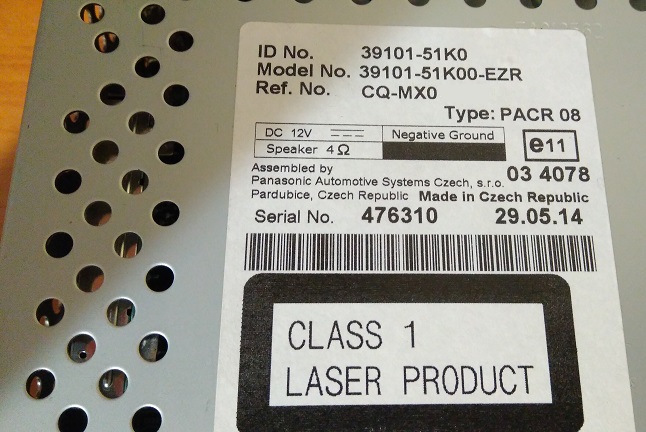 ID No. 39101-51K0
Model No. 39101-51K00-EZR
Ref. No. CQ-MX0
Type: PACR 08
DC 12V Negative Ground
Speaker 4Ω
e11
Assembled by
03 4078
Panasonic Automotive Systems Czech, s.r.o.
Pardubice, Czech Republic Made in Czech Republic
Serial No. 476310 29.05.14
CLASS 1
LASER PRODUCT